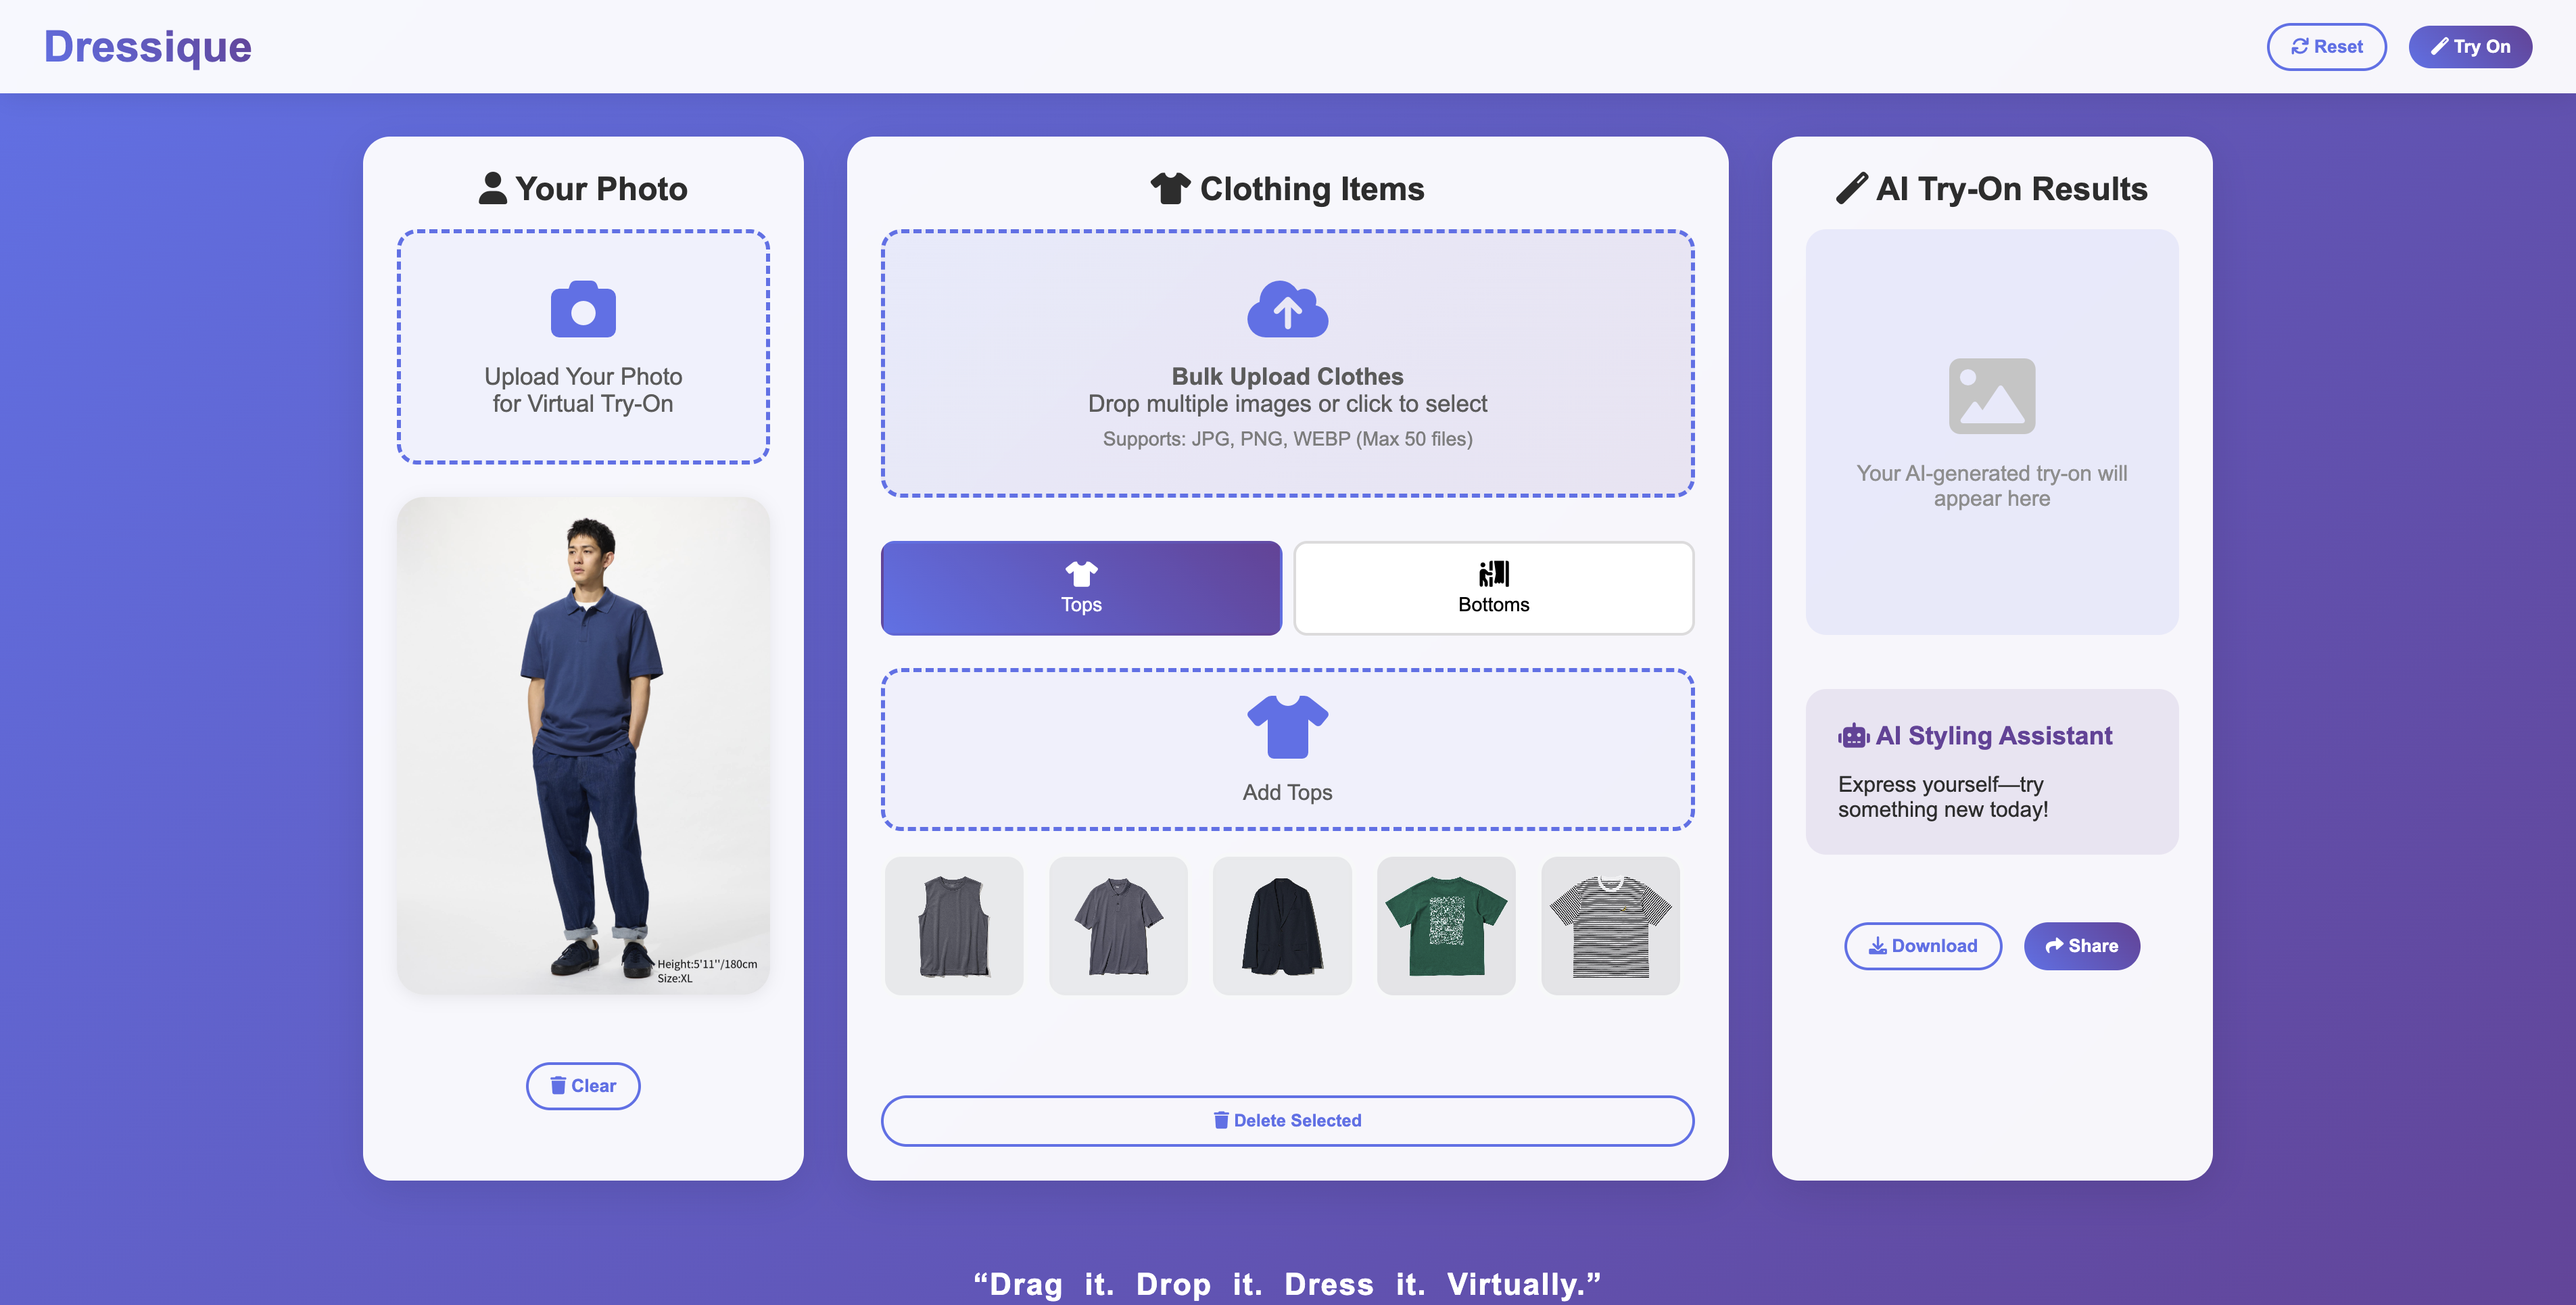 Dressique
Reset
Try On
Your Photo
Upload Your Photo
for Virtual Try-On
Height:5'11''/180cm
Size:XL
Clear
Clothing Items
Bulk Upload Clothes
Drop multiple images or click to select
Supports: JPG, PNG, WEBP (Max 50 files)
Tops
Bottoms
Add Tops
Delete Selected
AI Try-On Results
Your AI-generated try-on will
appear here
AI Styling Assistant
Express yourself—try
something new today!
Download
Share
“Drag it. Drop it. Dress it. Virtually.”